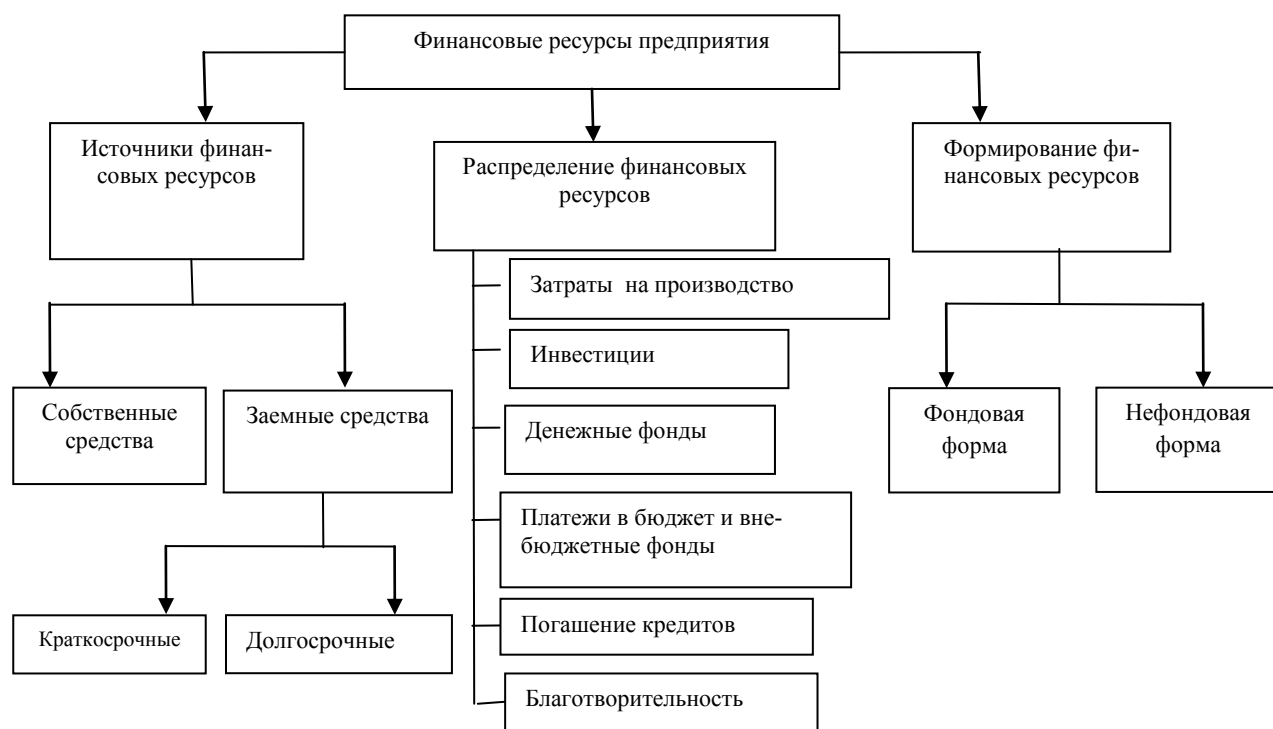 Финансовые ресурсы предприятия
Источники финан-
совых ресурсов
Распределение финансовых
ресурсов
Формирование фи-
нансовых ресурсов
Затраты на производство
Инвестиции
Денежные фонды
Платежи в бюджет и вне-
бюджетные фонды
Погашение кредитов
Благотворительность
Собственные
средства
Заемные средства
Краткосрочные
Долгосрочные
Фондовая
форма
Нефондовая
форма